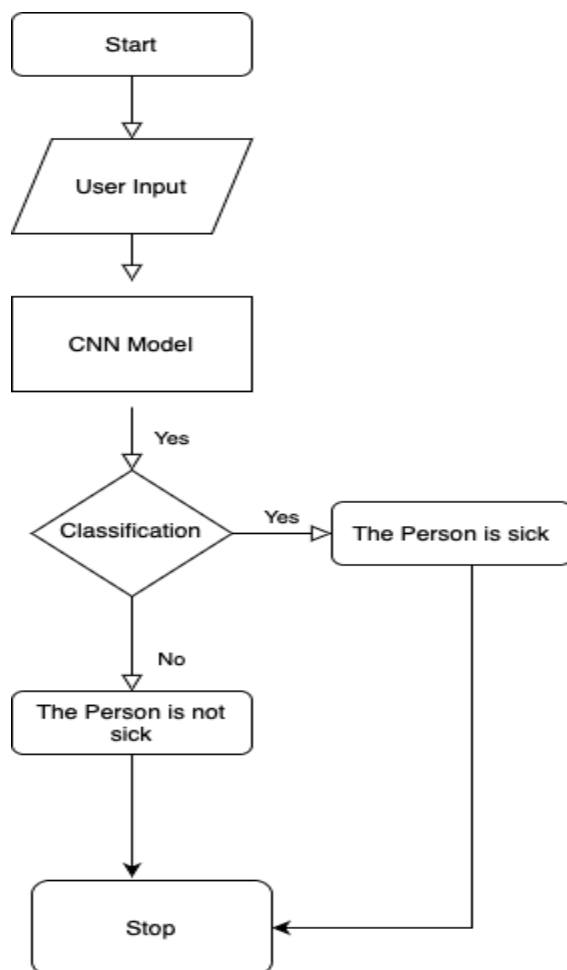 Start
User Input
CNN Model
Yes
Classification
Yes
The Person is sick
No
The Person is not
sick
Stop